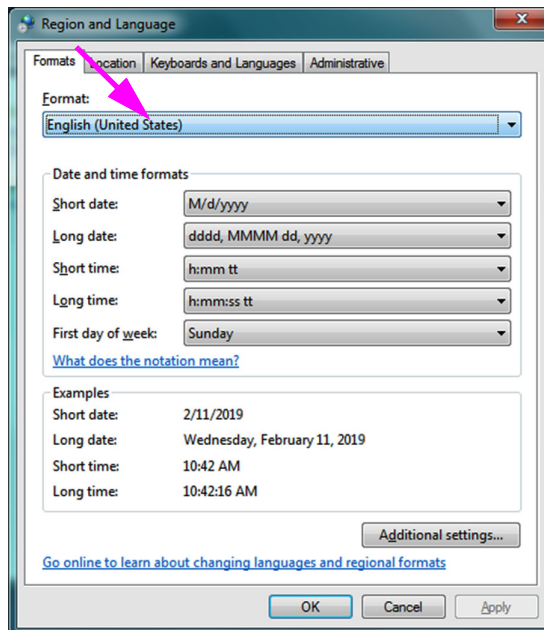 Region and Language
Formats Location Keyboards and Languages Administrative
Format:
English (United States)
Date and time formats
Short date: M/d/yyyy
Long date: dddd, MMMM dd, yyyy
Short time: h:mm tt
Long time: h:mm:ss tt
First day of week: Sunday
What does the notation mean?
Examples
Short date: 2/11/2019
Long date: Wednesday, February 11, 2019
Short time: 10:42 AM
Long time: 10:42:16 AM
Additional settings...
Go online to learn about changing languages and regional formats
OK Cancel Apply